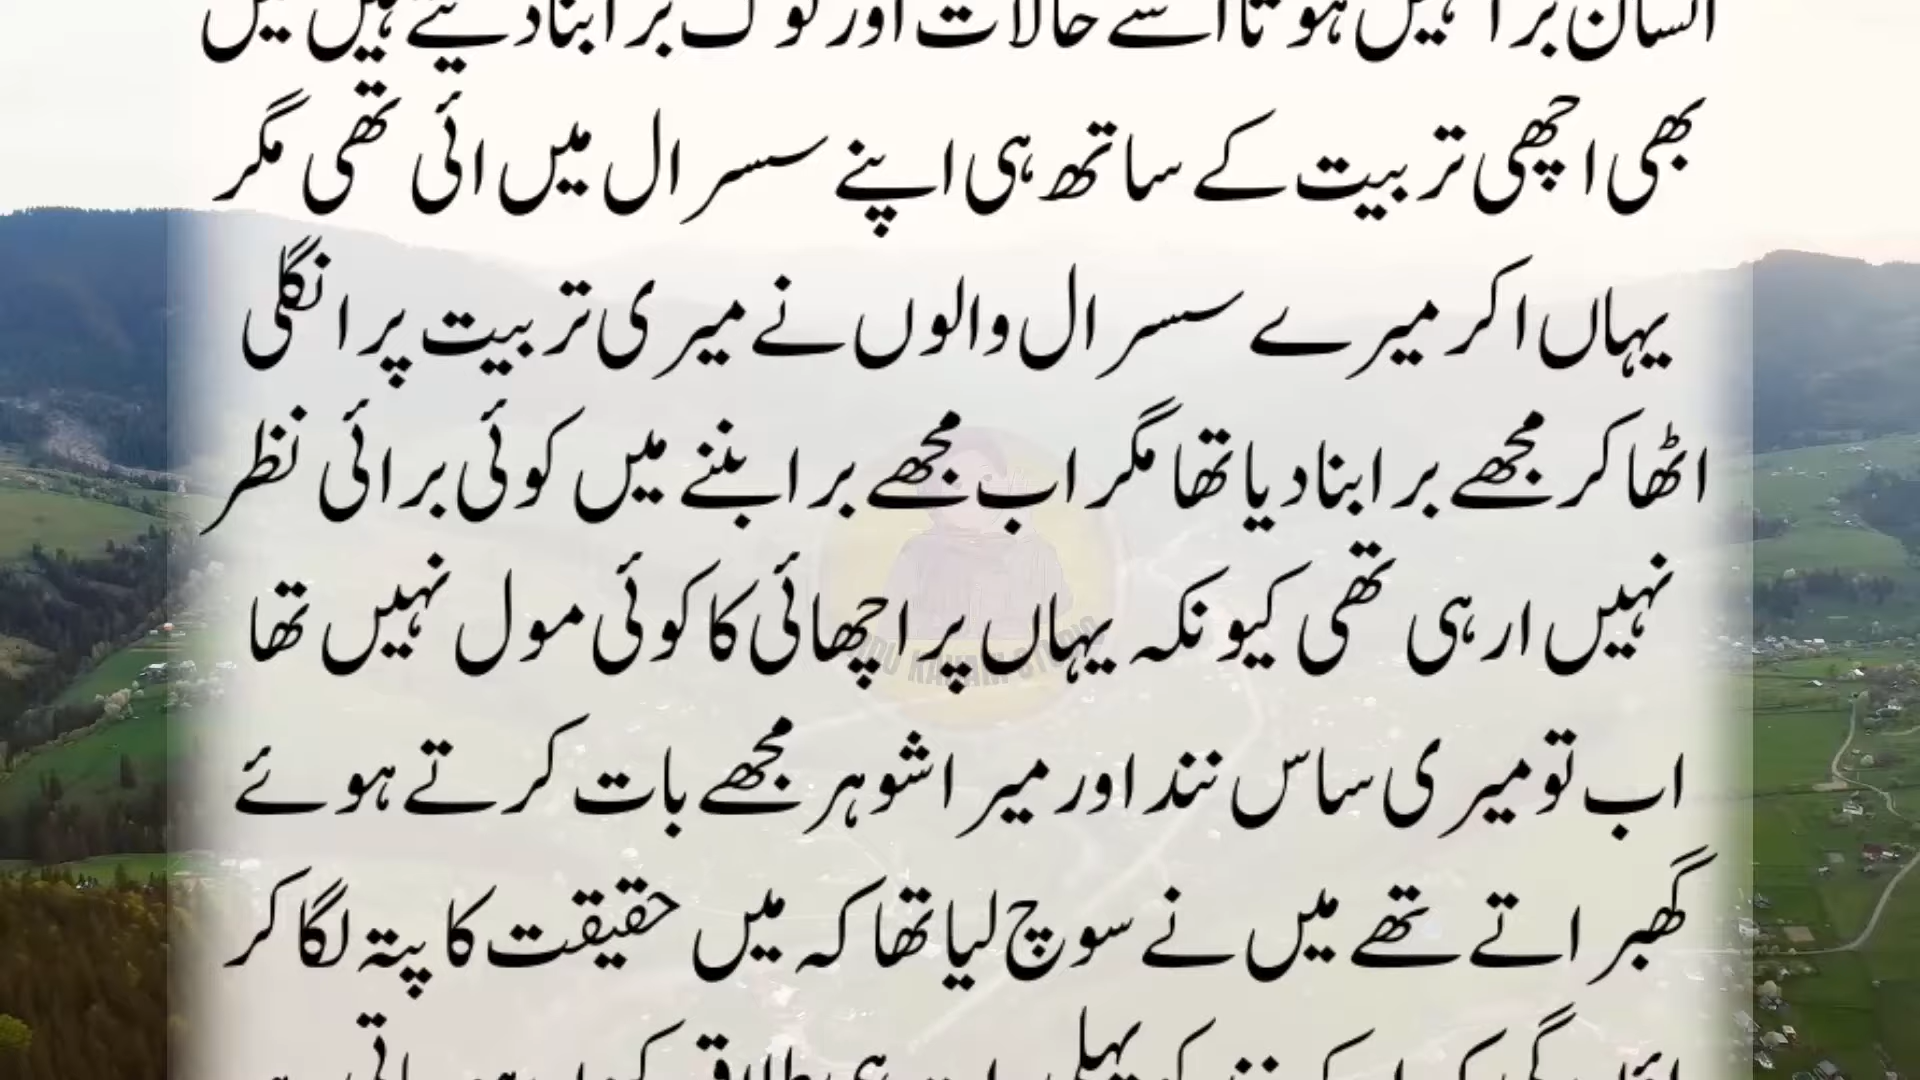 انسان برا نہیں ہوتا اسے حالات اور لوگ برا بنا دیتے ہیں میں
بھی اچھی تربیت کے ساتھ ہی اپنے سسرال میں ائی تھی مگر
یہاں اکر میرے سسرال والوں نے میری تربیت پر انگلی
اٹھا کر مجھے برا بنا دیا تھا مگر اب مجھے برا بننے میں کوئی برائی نظر
نہیں ارہی تھی کیونکہ یہاں پر اچھائی کا کوئی مول نہیں تھا
اب تو میری ساس نند اور میرا شوہر مجھے بات کرتے ہوئے
گھبراتے تھے میں نے سوچ لیا تھا کہ میں حقیقت کا پتہ لگا کر
URDU KAHANI STUDIO